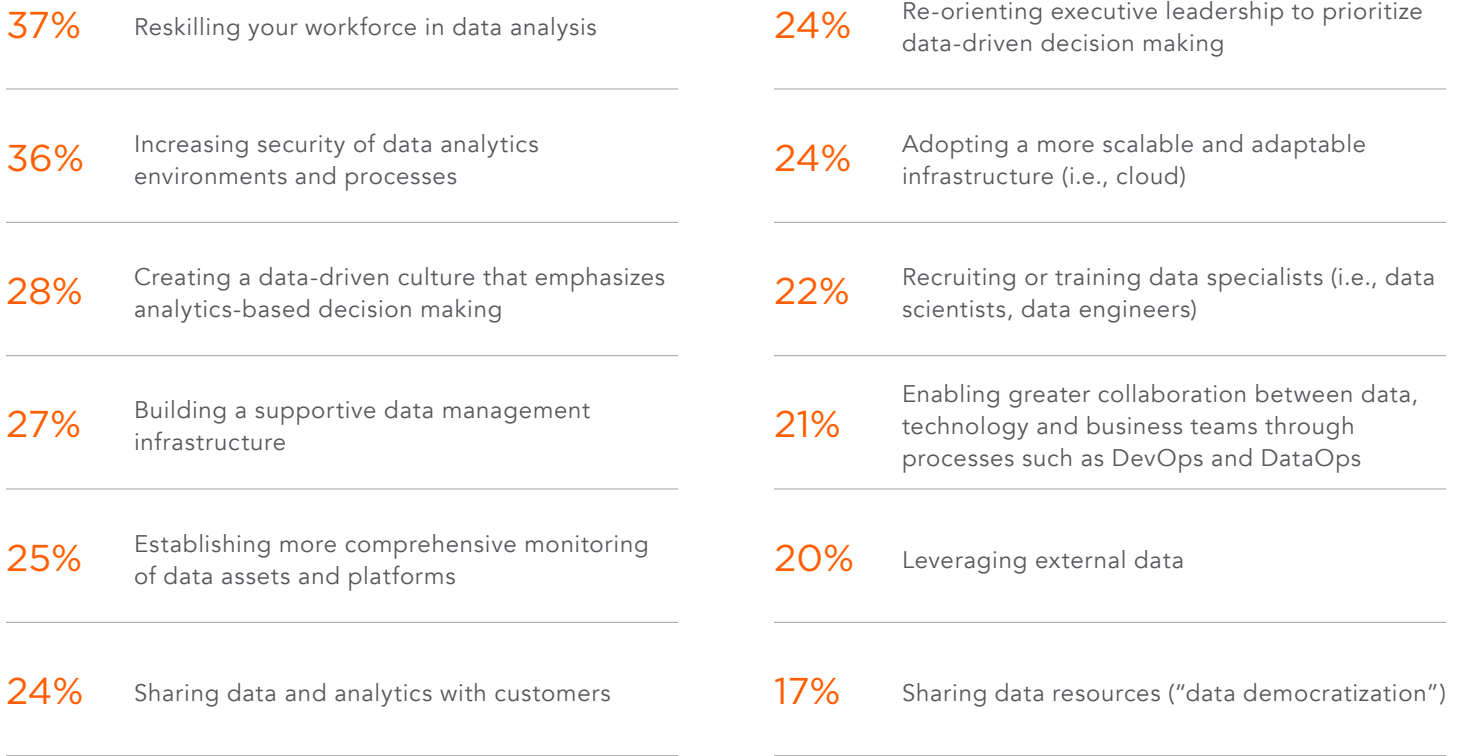 37%
Reskilling your workforce in data analysis
36%
Increasing security of data analytics
environments and processes
28%
Creating a data-driven culture that emphasizes
analytics-based decision making
27%
Building a supportive data management
infrastructure
25%
Establishing more comprehensive monitoring
of data assets and platforms
24%
Sharing data and analytics with customers
24%
Re-orienting executive leadership to prioritize
data-driven decision making
24%
Adopting a more scalable and adaptable
infrastructure (i.e., cloud)
22%
Recruiting or training data specialists (i.e., data
scientists, data engineers)
21%
Enabling greater collaboration between data,
technology and business teams through
processes such as DevOps and DataOps
20%
Leveraging external data
17%
Sharing data resources (“data democratization”)